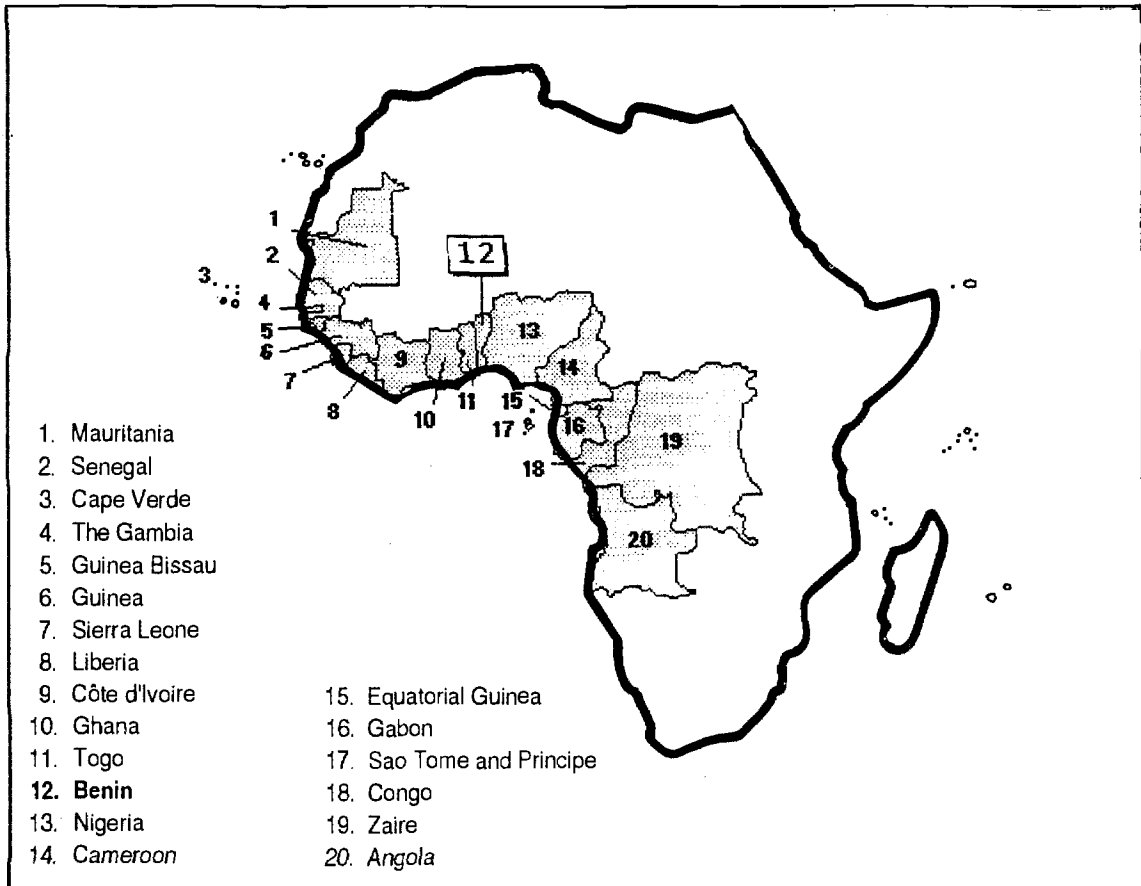 1
2
12
3
4
5
6
7
8
9
10
11
13
14
15
16
17
18
19
20
1. Mauritania
2. Senegal
3. Cape Verde
4. The Gambia
5. Guinea Bissau
6. Guinea
7. Sierra Leone
8. Liberia
9. Côte d'Ivoire
10. Ghana
11. Togo
12. Benin
13. Nigeria
14. Cameroon
15. Equatorial Guinea
16. Gabon
17. Sao Tome and Principe
18. Congo
19. Zaire
20. Angola